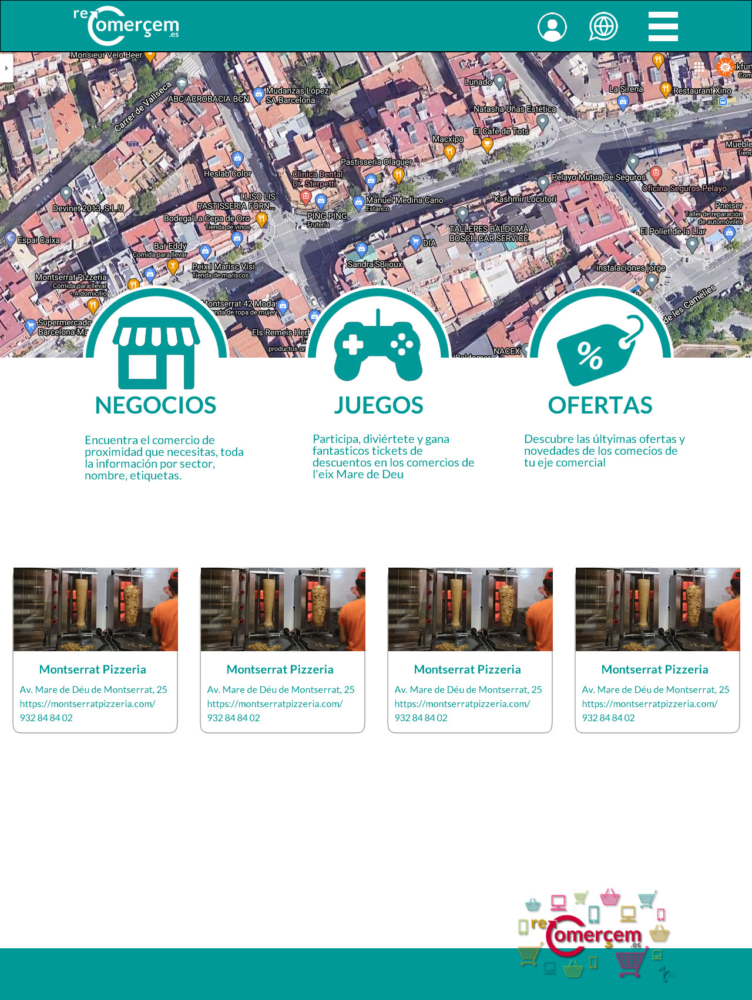 re
Comerçem
.es
Monsieur Velo Beer
Carrer de Vallseca
ABC ACROBACIA BCN
Mudanzas López,
SA Barcelona
Lunado
La Sirena
Restaurant Xino
Natasha Uñas Estética
El Cafè de Tots
Macxipa
Pastisseria Olaguer
Heslab Color
Clinica Dental
Dr. Sterpetti
Pelayo Mutua De Seguros
Oficina Seguros Pelayo
Devinet 2013, S.L.U
LLISO LIS
PASTISSERIA FORN...
Manuel Medina Cano
Estanco
Kashmir Locutori
Pneiser
Taller de reparación
de automóviles
Bodega La Cepa de Oro
Tienda de vinos
PING PING
Frutería
TALLERES BALDOMÀ
BOSCH CAR SERVICE
El Pollet de la Llar
Espai Caixa
Bar Eddy
Comida para llevar
DIA
Peix I Marisc Visi
Tienda de mariscos
Sandra'SBijoux
instalaciones jorge
Montserrat Pizzeria
Comida para llevar
• A domicilio
Montserrat 42 Moda
de les Camèlies
Supermercado
Barcelona
Els Remeis
productos
NACEX
NEGOCIOS
JUEGOS
OFERTAS
Encuentra el comercio de
proximidad que necesitas, toda
la información por sector,
nombre, etiquetas.
Participa, diviértete y gana
fantasticos tickets de
descuentos en los comercios de
l'eix Mare de Deu
Descubre las últyimas ofertas y
novedades de los comecios de
tu eje comercial
Montserrat Pizzeria
Av. Mare de Déu de Montserrat, 25
https://montserratpizzeria.com/
932 84 84 02
Montserrat Pizzeria
Av. Mare de Déu de Montserrat, 25
https://montserratpizzeria.com/
932 84 84 02
Montserrat Pizzeria
Av. Mare de Déu de Montserrat, 25
https://montserratpizzeria.com/
932 84 84 02
Montserrat Pizzeria
Av. Mare de Déu de Montserrat, 25
https://montserratpizzeria.com/
932 84 84 02
re
Comerçem
.es